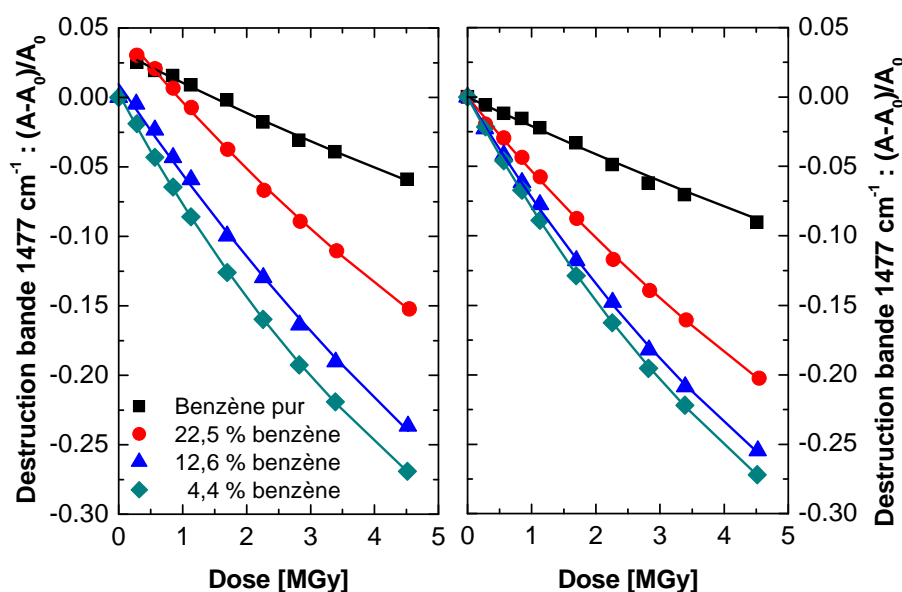 Destruction bande 1477 cm⁻¹ : (A-A₀)/A₀
0.05
0.00
-0.05
-0.10
-0.15
-0.20
-0.25
-0.30
Benzène pur
22,5 % benzène
12,6 % benzène
4,4 % benzène
0 1 2 3 4 5
Dose [MGy]
0 1 2 3 4 5
Dose [MGy]
0.05
0.00
-0.05
-0.10
-0.15
-0.20
-0.25
-0.30
Destruction bande 1477 cm⁻¹ : (A-A₀)/A₀